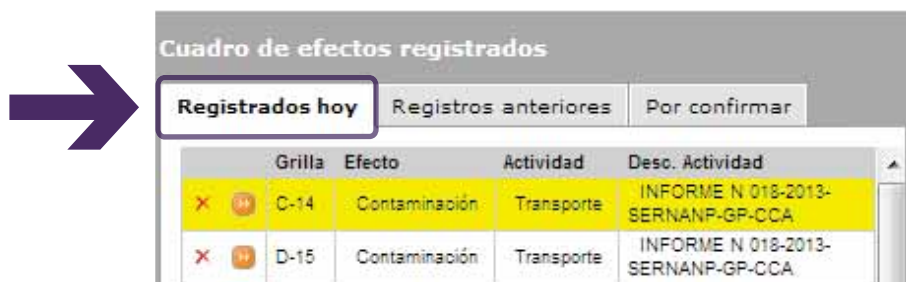 Cuadro de efectos registrados
Registrados hoy Registros anteriores Por confirmar
Grilla Efecto Actividad Desc. Actividad
C-14 Contaminación Transporte INFORME N 018-2013-
SERNANP-GP-CCA
D-15 Contaminación Transporte INFORME N 018-2013-
SERNANP-GP-CCA